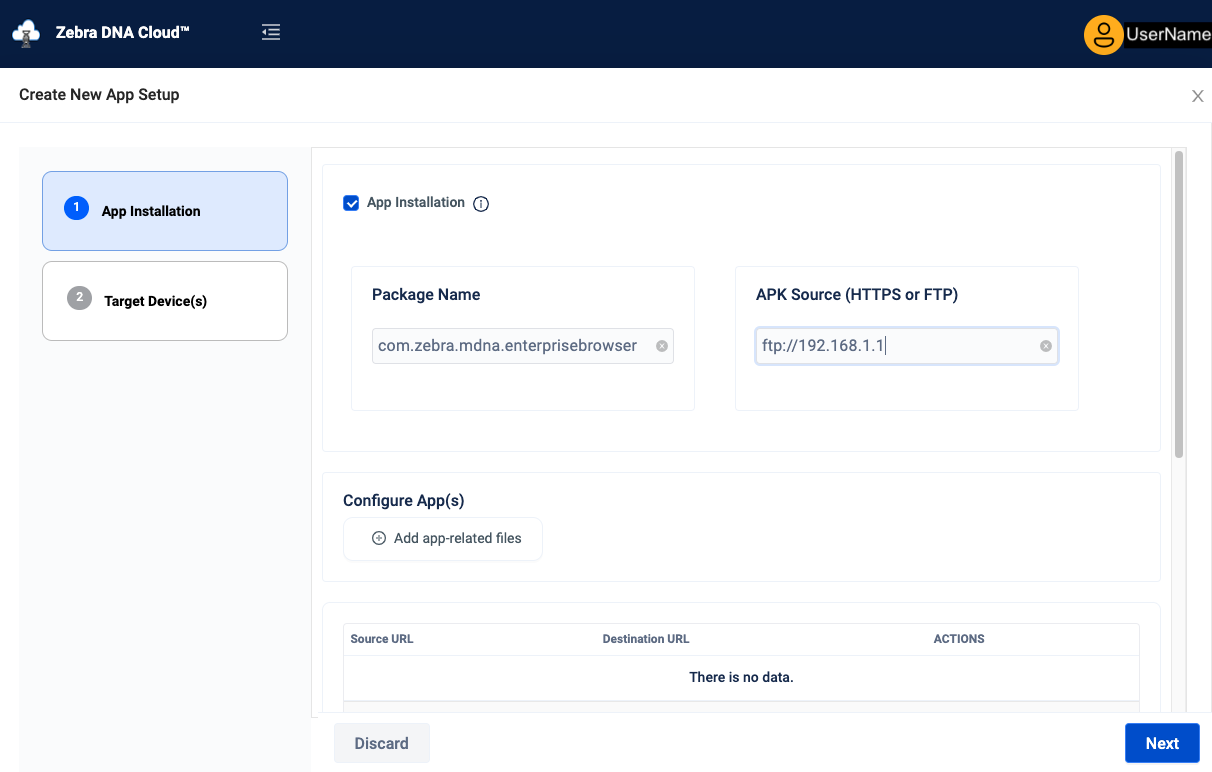 Zebra DNA Cloud™
UserName
Create New App Setup
1 App Installation
2 Target Device(s)
App Installation
Package Name
com.zebra.mdna.enterprisebrowser
APK Source (HTTPS or FTP)
ftp://192.168.1.1
Configure App(s)
Add app-related files
Source URL Destination URL ACTIONS
There is no data.
Discard
Next